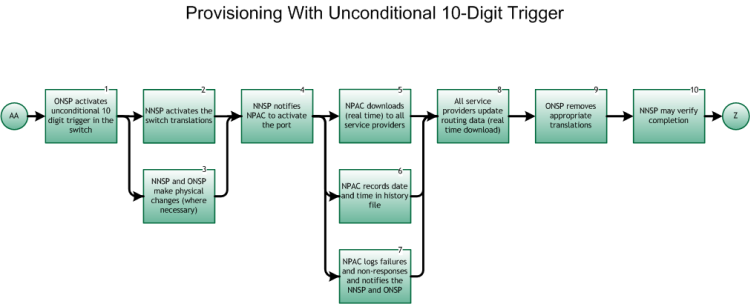 Provisioning With Unconditional 10-Digit Trigger
AA
1
ONSP activates
unconditional 10
digit trigger in the
switch
2
NNSP activates the
switch translations
3
NNSP and ONSP
make physical
changes (where
necessary)
4
NNSP notifies
NPAC to activate
the port
5
NPAC downloads
(real time) to all
service providers
6
NPAC records date
and time in history
file
7
NPAC logs failures
and non-responses
and notifies the
NNSP and ONSP
8
All service
providers update
routing data (real
time download)
9
ONSP removes
appropriate
translations
10
NNSP may verify
completion
Z